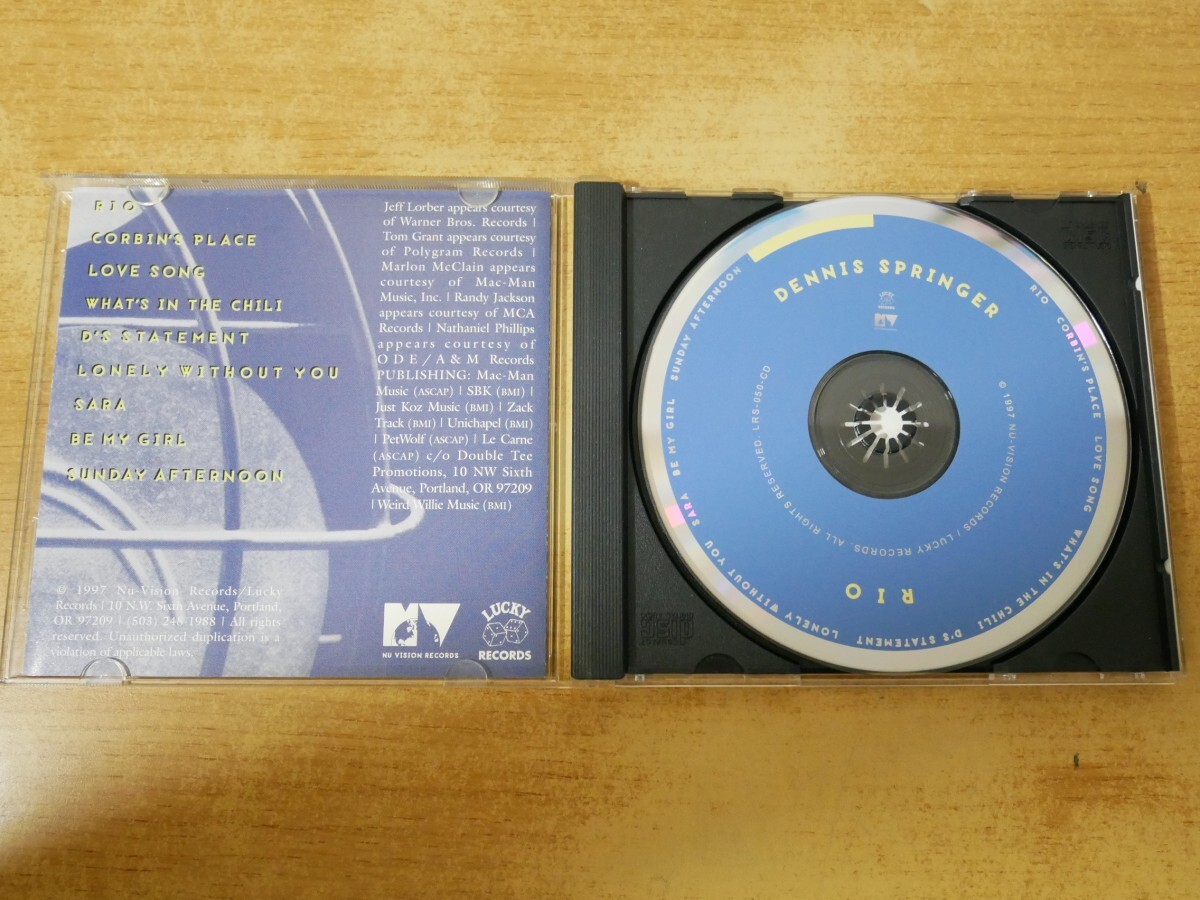 RIO
CORBIN'S PLACE
LOVE SONG
WHAT'S IN THE CHILI
D'S STATEMENT
LONELY WITHOUT YOU
SARA
BE MY GIRL
SUNDAY AFTERNOON
Jeff Lorber appears courtesy
of Warner Bros. Records |
Tom Grant appears courtesy
of Polygram Records |
Marlon McClain appears
courtesy of Mac-Man
Music, Inc. | Randy Jackson
appears courtesy of MCA
Records | Nathaniel Phillips
appears courtesy of
ODE/A&M Records
PUBLISHING: Mac-Man
Music (ASCAP) | SBK (BMI) |
Just Koz Music (BMI) | Zack
Track (BMI) | Unichapel (BMI)
| PetWolf (ASCAP) | Le Carne
(ASCAP) c/o Double Tee
Promotions, 10 NW Sixth
Avenue, Portland, OR 97209
| Weird Willie Music (BMI)
© 1997 Nu-Vision Records/Lucky
Records | 10 N.W. Sixth Avenue, Portland,
OR 97209 | (503) 248-1988 | All rights
reserved. Unauthorized duplication is a
violation of applicable laws.
NU VISION RECORDS
LUCKY
RECORDS
DENNIS SPRINGER
RIO
RIO CORBIN'S PLACE LOVE SONG WHAT'S IN THE CHILI D'S STATEMENT LONELY WITHOUT YOU SARA BE MY GIRL SUNDAY AFTERNOON
© 1997 NU-VISION RECORDS / LUCKY RECORDS. ALL RIGHTS RESERVED. LRS-050-CD